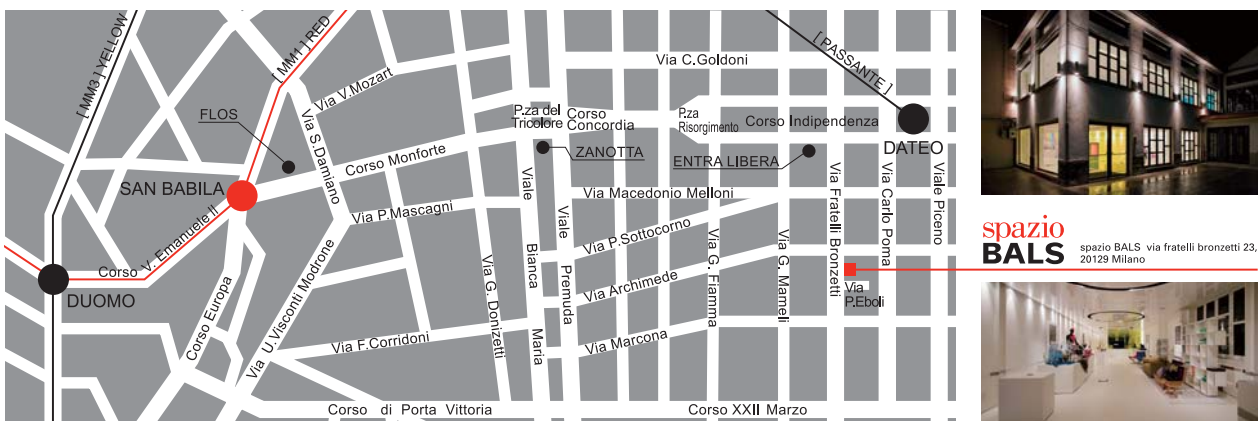 [ MM3 ] YELLOW
[ MM1 ] RED
[ PASSANTE ]
Via C.Goldoni
Via V.Mozart
FLOS
P.za del
Tricolore
Corso
Concordia
P.za
Risorgimento
Corso Indipendenza
DATEO
Via S.Damiano
Corso Monforte
ZANOTTA
ENTRA LIBERA
SAN BABILA
Via P.Mascagni
Viale
Bianca
Maria
Viale
Premuda
Via Macedonio Melloni
Via Fratelli Bronzetti
Via Carlo Poma
Viale Piceno
Corso V. Emanuele II
Via P.Sottocorno
Via G. Fiamma
Via G. Mameli
Via Archimede
DUOMO
Corso Europa
Via U.Visconti Modrone
Via G. Donizetti
Via
P.Eboli
Via F.Corridoni
Via Marcona
Corso di Porta Vittoria
Corso XXII Marzo
spazio
BALS
spazio BALS via fratelli bronzetti 23,
20129 Milano